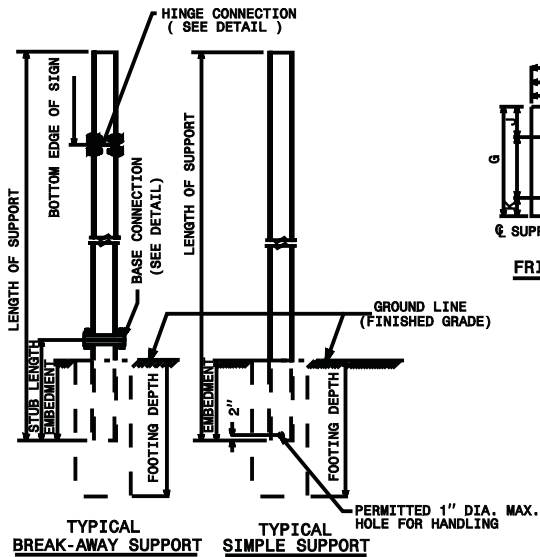 HINGE CONNECTION
( SEE DETAIL )
BOTTOM EDGE OF SIGN
LENGTH OF SUPPORT
BASE CONNECTION
(SEE DETAIL)
LENGTH OF SUPPORT
G
J
K
℄ SUPP
FRI
GROUND LINE
(FINISHED GRADE)
STUB LENGTH
EMBEDMENT
FOOTING DEPTH
EMBEDMENT
2"
FOOTING DEPTH
PERMITTED 1" DIA. MAX.
HOLE FOR HANDLING
TYPICAL
BREAK-AWAY SUPPORT
TYPICAL
SIMPLE SUPPORT